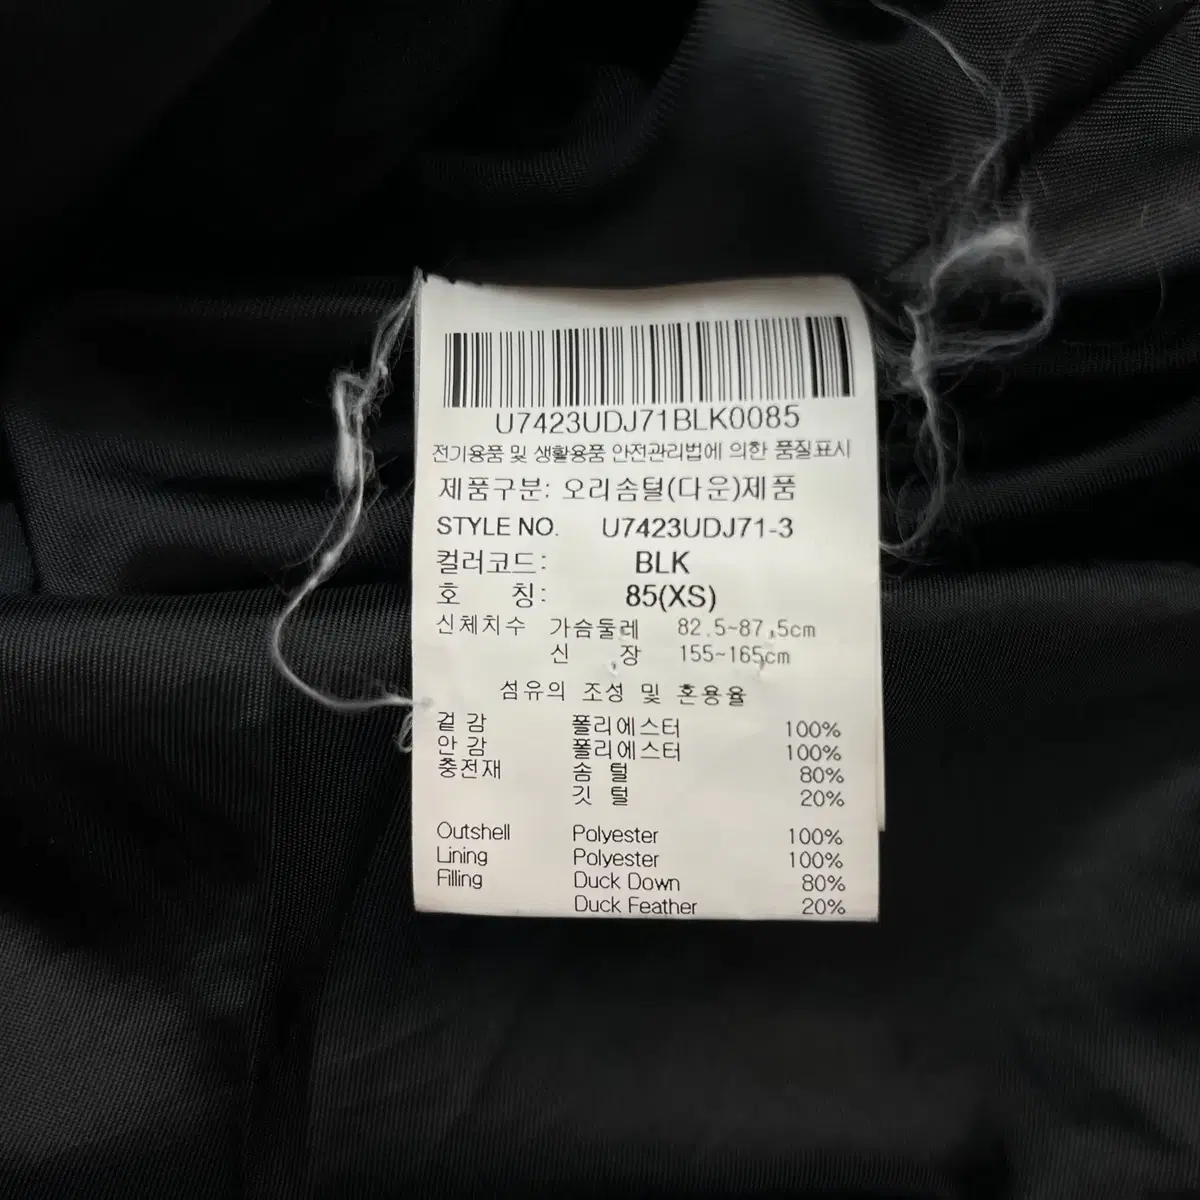 U7423UDJ71BLK0085
전기용품 및 생활용품 안전관리법에 의한 품질표시
제품구분: 오리솜털(다운)제품
STYLE NO. U7423UDJ71-3
컬러코드: BLK
호 칭: 85(XS)
신체치수 가슴둘레 82.5~87.5cm
신 장 155~165cm
섬유의 조성 및 혼용율
겉 감 폴리에스터 100%
안 감 폴리에스터 100%
충전재 솜 털 80%
깃 털 20%
Outshell Polyester 100%
Lining Polyester 100%
Filling Duck Down 80%
Duck Feather 20%